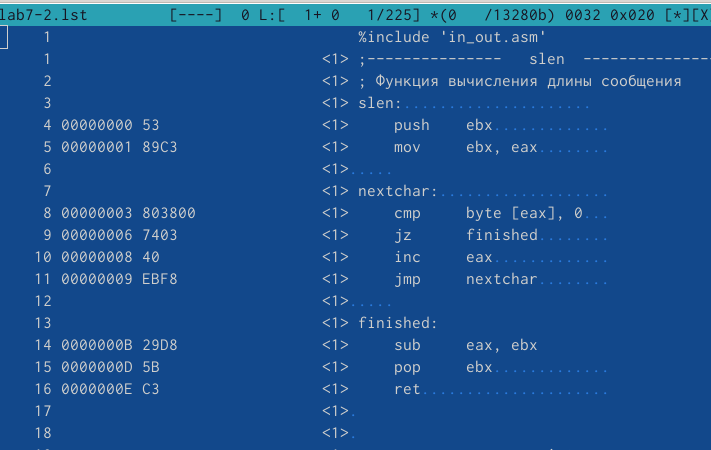 lab7-2.lst [----] 0 L:[ 1+ 0 1/225] *(0 /13280b) 0032 0x020 [*][X
1 %include 'in_out.asm'
1 <1> ;--------------- slen ---------------
2 <1> ; Функция вычисления длины сообщения
3 <1> slen:.....................
4 00000000 53 <1> push ebx.............
5 00000001 89C3 <1> mov ebx, eax........
6 <1>.....
7 <1> nextchar:...................
8 00000003 803800 <1> cmp byte [eax], 0...
9 00000006 7403 <1> jz finished........
10 00000008 40 <1> inc eax.............
11 00000009 EBF8 <1> jmp nextchar........
12 <1>.....
13 <1> finished:
14 0000000B 29D8 <1> sub eax, ebx
15 0000000D 5B <1> pop ebx.............
16 0000000E C3 <1> ret.....................
17 <1>.
18 <1>.